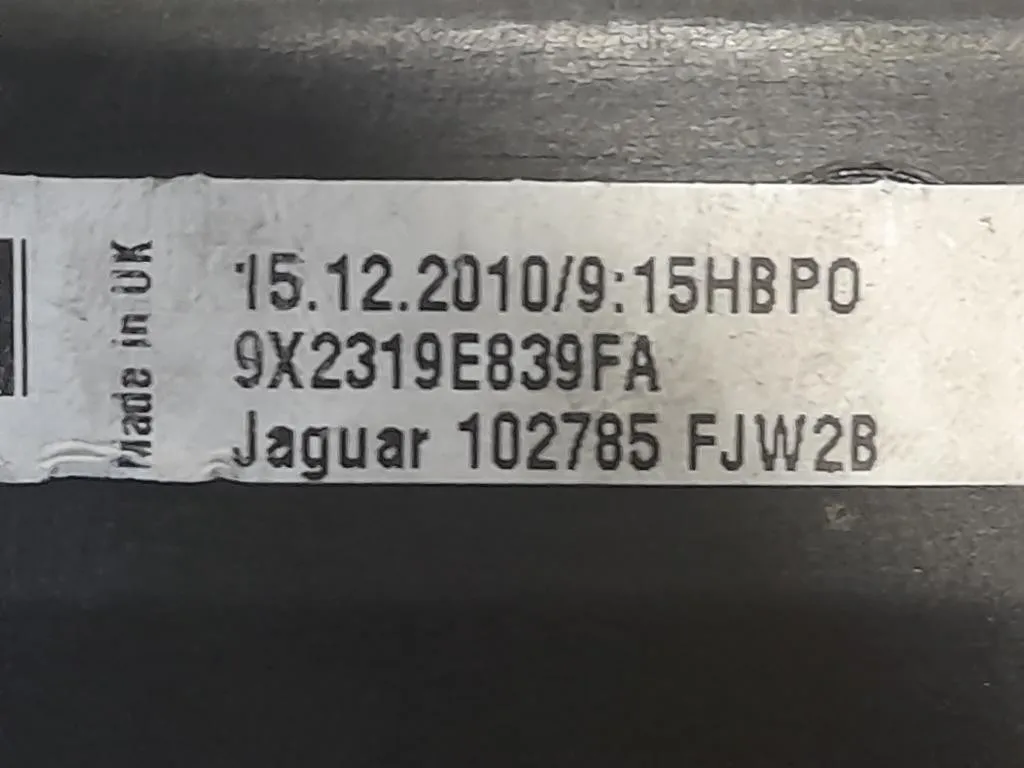 Made in UK
15.12.2010/9:15HBPO
9X2319E839FA
Jaguar 102785 FJW2B